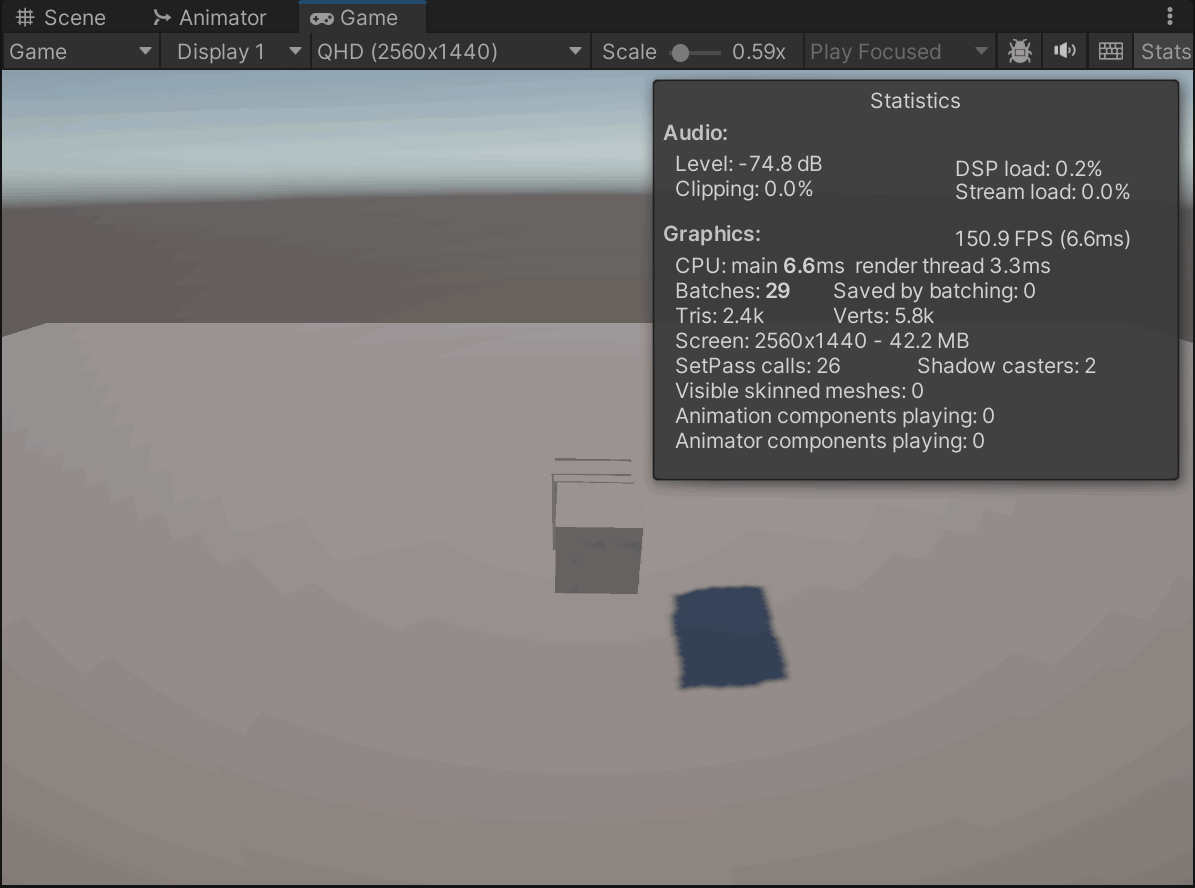 Scene Animator Game
Game Display 1 QHD (2560x1440) Scale 0.59x Play Focused Stats
Statistics
Audio:
Level: -74.8 dB DSP load: 0.2%
Clipping: 0.0% Stream load: 0.0%
Graphics: 150.9 FPS (6.6ms)
CPU: main 6.6ms render thread 3.3ms
Batches: 29 Saved by batching: 0
Tris: 2.4k Verts: 5.8k
Screen: 2560x1440 - 42.2 MB
SetPass calls: 26 Shadow casters: 2
Visible skinned meshes: 0
Animation components playing: 0
Animator components playing: 0